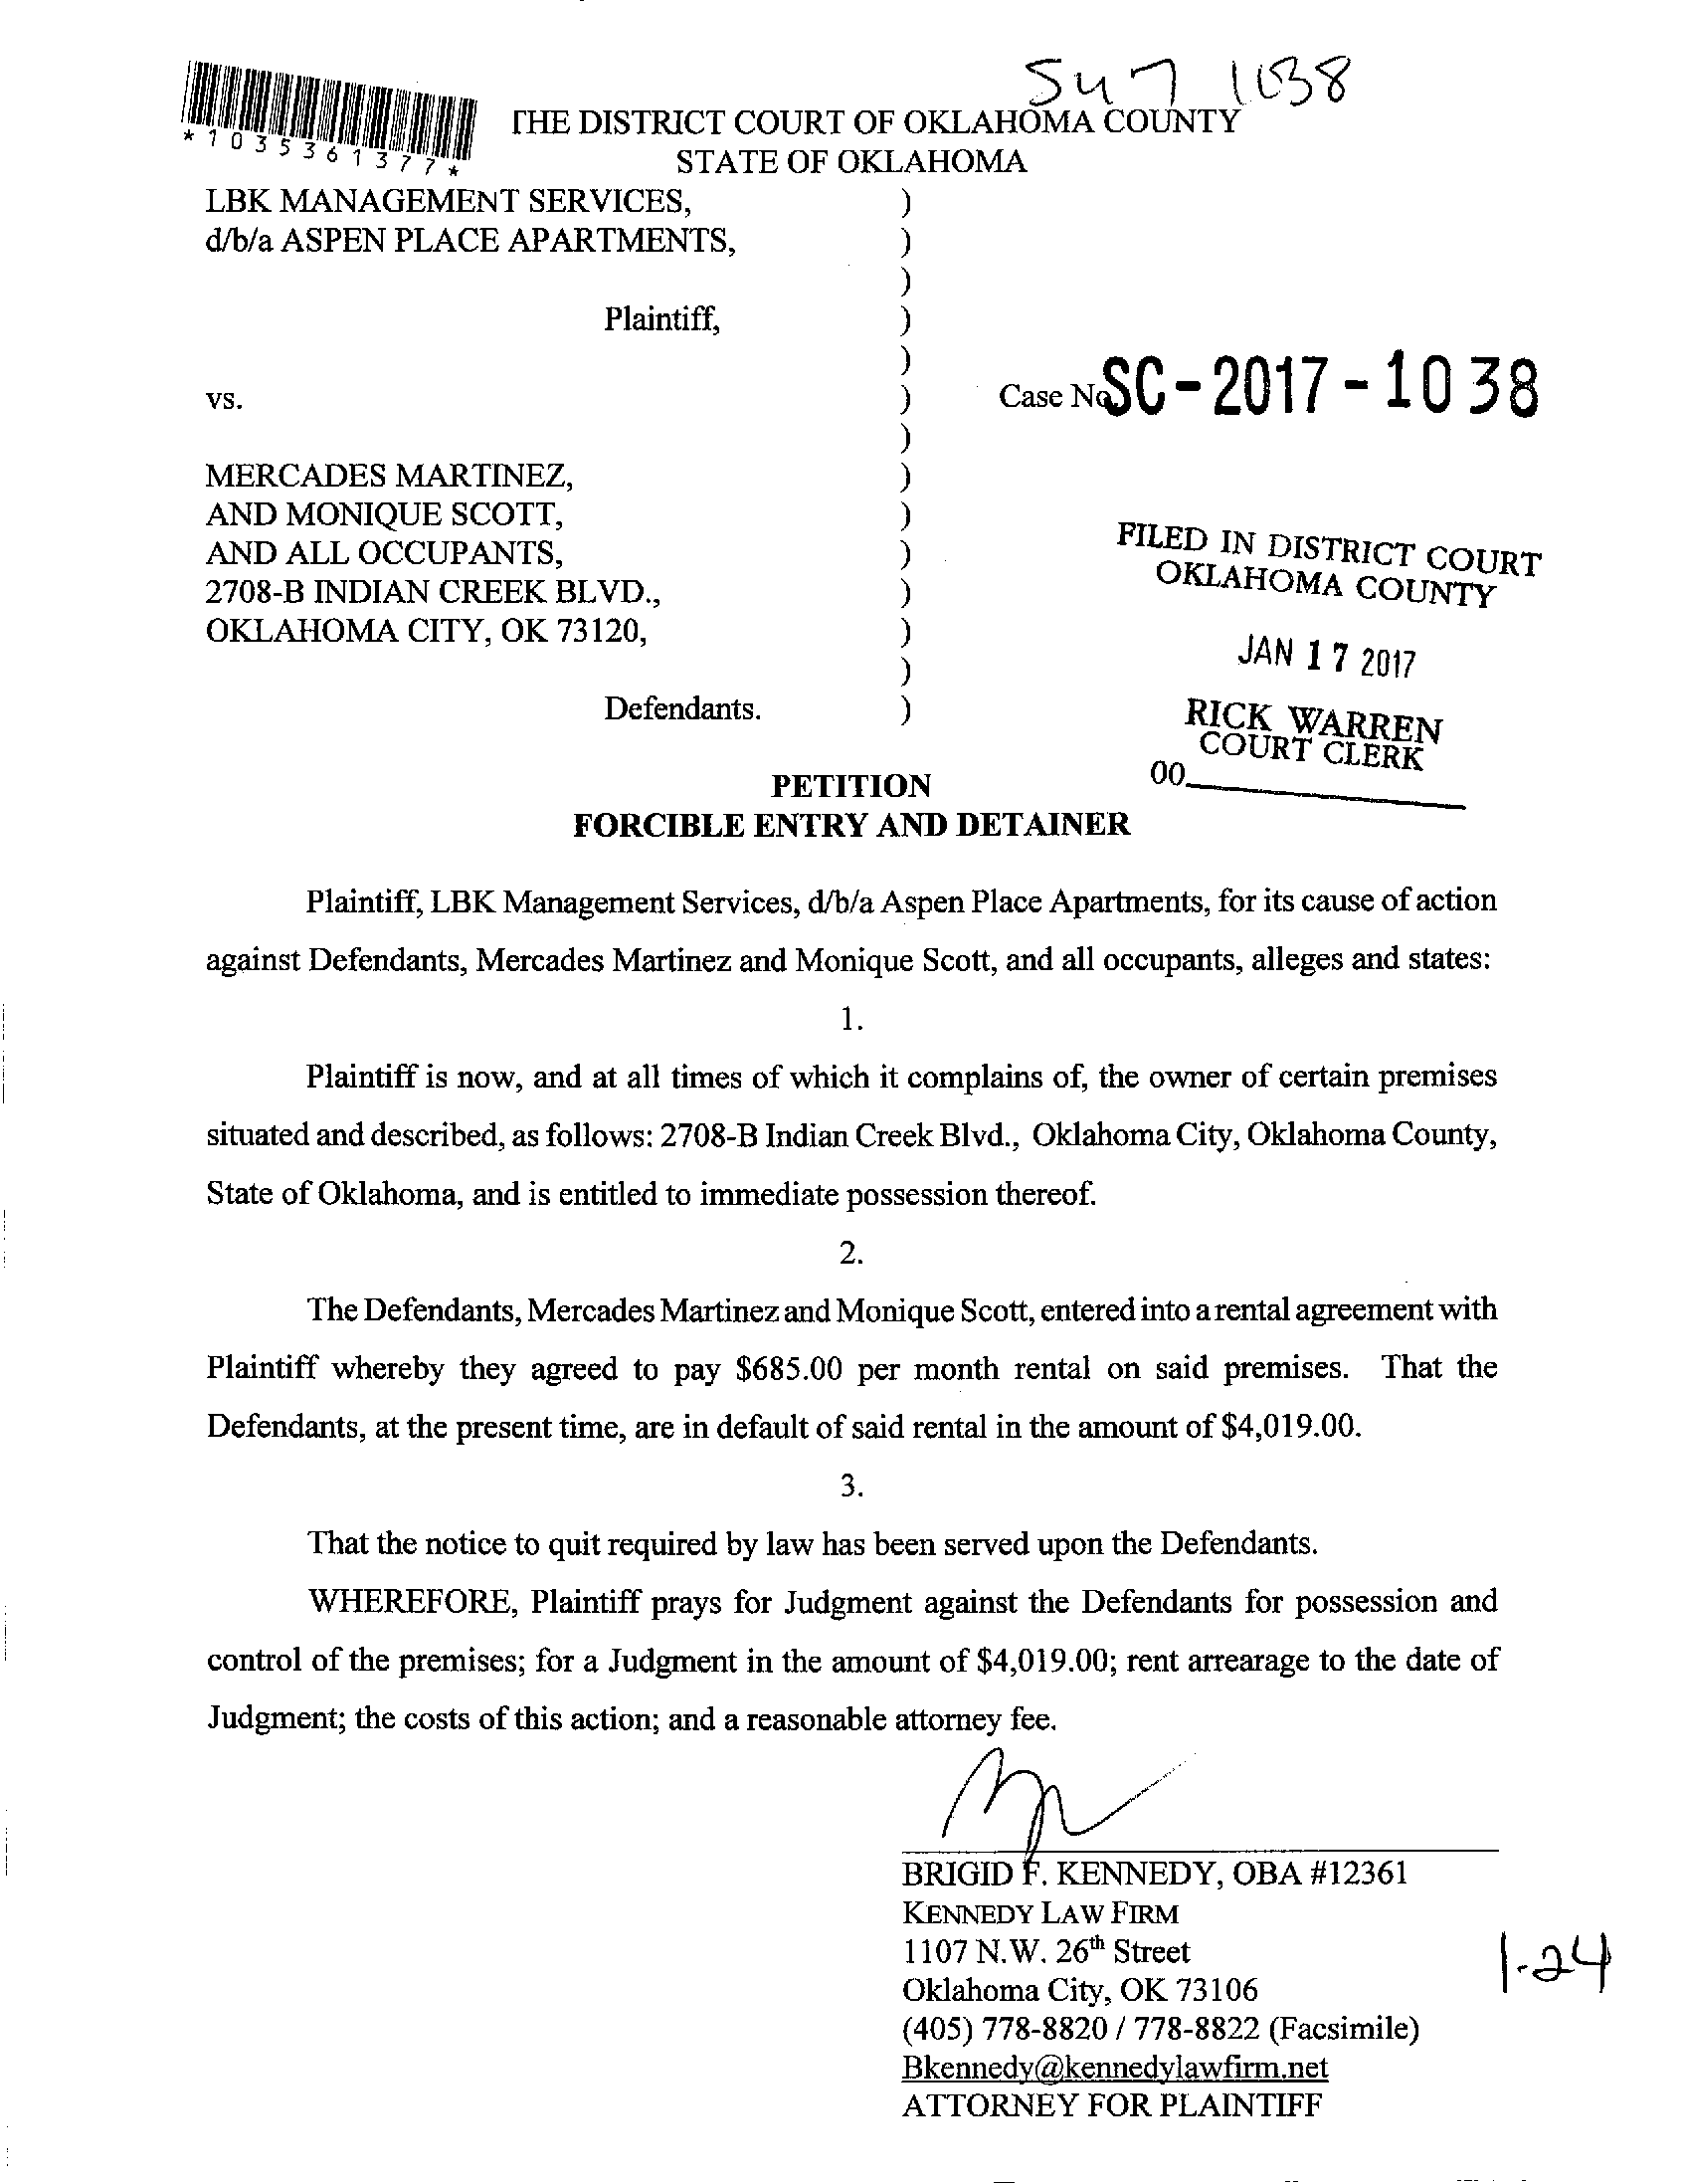 SH7 1038
*1035361377*
THE DISTRICT COURT OF OKLAHOMA COUNTY
STATE OF OKLAHOMA
LBK MANAGEMENT SERVICES, )
d/b/a ASPEN PLACE APARTMENTS, )
)
Plaintiff, )
)
vs. ) Case No. SC-2017-1038
)
MERCADES MARTINEZ, )
AND MONIQUE SCOTT, )
AND ALL OCCUPANTS, )
2708-B INDIAN CREEK BLVD., )
OKLAHOMA CITY, OK 73120, )
)
Defendants. )
FILED IN DISTRICT COURT
OKLAHOMA COUNTY
JAN 17 2017
RICK WARREN
COURT CLERK
00
PETITION
FORCIBLE ENTRY AND DETAINER
Plaintiff, LBK Management Services, d/b/a Aspen Place Apartments, for its cause of action
against Defendants, Mercades Martinez and Monique Scott, and all occupants, alleges and states:
1.
Plaintiff is now, and at all times of which it complains of, the owner of certain premises
situated and described, as follows: 2708-B Indian Creek Blvd., Oklahoma City, Oklahoma County,
State of Oklahoma, and is entitled to immediate possession thereof.
2.
The Defendants, Mercades Martinez and Monique Scott, entered into a rental agreement with
Plaintiff whereby they agreed to pay $685.00 per month rental on said premises. That the
Defendants, at the present time, are in default of said rental in the amount of $4,019.00.
3.
That the notice to quit required by law has been served upon the Defendants.
WHEREFORE, Plaintiff prays for Judgment against the Defendants for possession and
control of the premises; for a Judgment in the amount of $4,019.00; rent arrearage to the date of
Judgment; the costs of this action; and a reasonable attorney fee.
BRIGID F. KENNEDY, OBA #12361
KENNEDY LAW FIRM
1107 N.W. 26th Street
Oklahoma City, OK 73106
(405) 778-8820 / 778-8822 (Facsimile)
Bkennedy@kennedylawfirm.net
ATTORNEY FOR PLAINTIFF
1-24